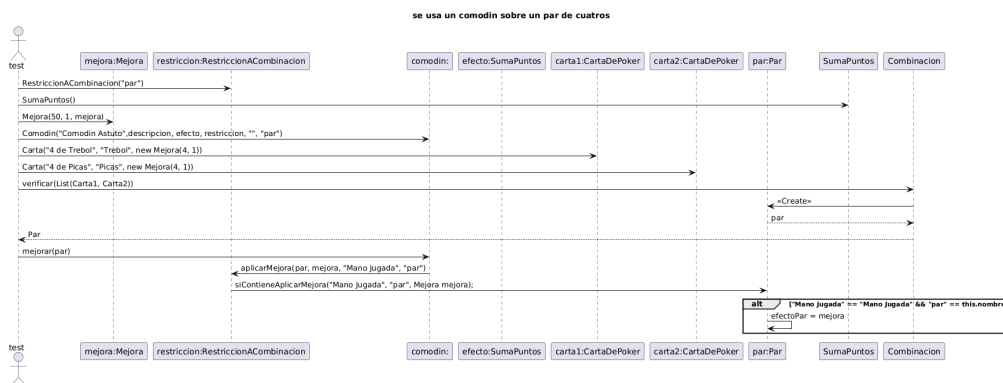 se usa un comodin sobre un par de cuatros
test
mejora:Mejora
restriccion:RestriccionACombinacion
comodin:
efecto:SumaPuntos
carta1:CartaDePoker
carta2:CartaDePoker
par:Par
SumaPuntos
Combinacion
RestriccionACombinacion("par")
SumaPuntos()
Mejora(50, 1, mejora)
Comodin("Comodin Astuto",descripcion, efecto, restriccion, "", "par")
Carta("4 de Trebol", "Trébol", new Mejora(4, 1))
Carta("4 de Picas", "Picas", new Mejora(4, 1))
verificar(List(Carta1, Carta2))
«Create»
par
Par
mejorar(par)
aplicarMejora(par, mejora, "Mano Jugada", "par")
siContieneAplicarMejora("Mano Jugada", "par", Mejora mejora);
alt ["Mano Jugada" == "Mano Jugada" && "par" == this.nombre
efectoPar = mejora
test
mejora:Mejora
restriccion:RestriccionACombinacion
comodin:
efecto:SumaPuntos
carta1:CartaDePoker
carta2:CartaDePoker
par:Par
SumaPuntos
Combinacion